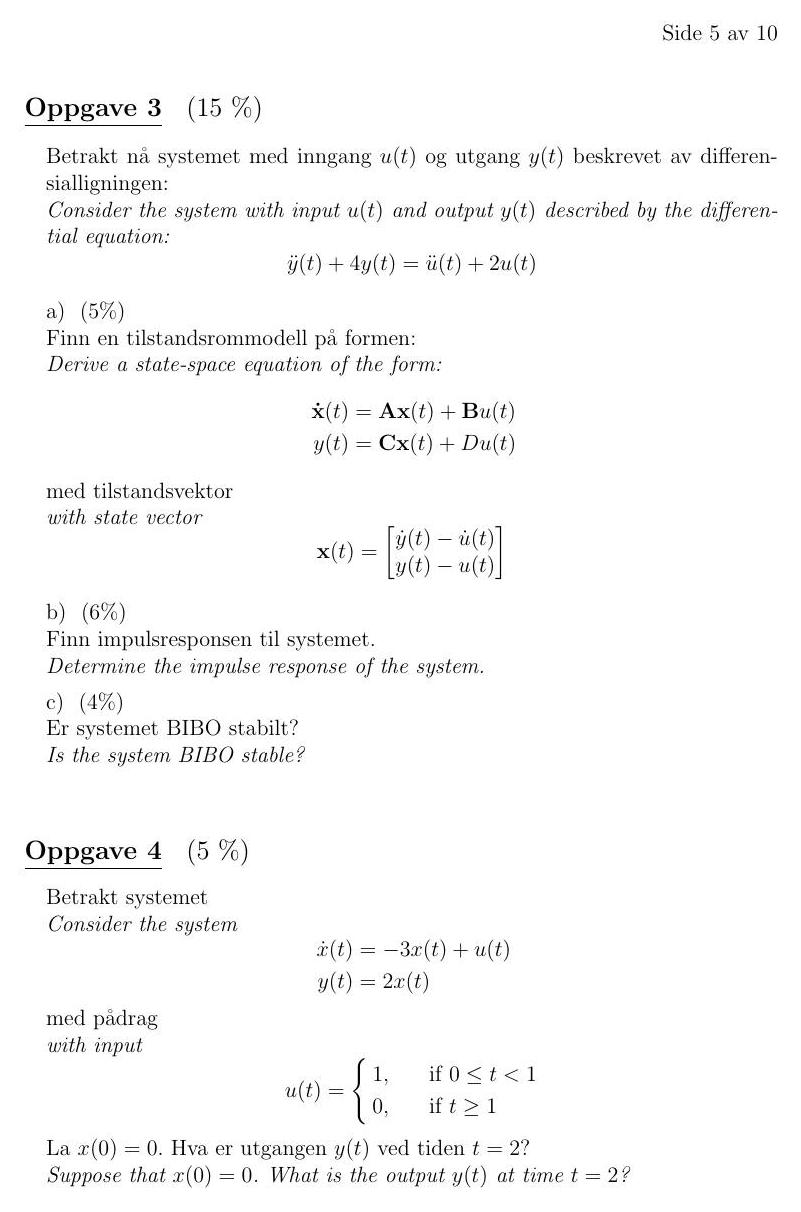 Side 5 av 10
Oppgave 3 (15 %)
Betrakt nå systemet med inngang u(t) og utgang y(t) beskrevet av differen-
sialligningen:
Consider the system with input u(t) and output y(t) described by the differen-
tial equation:
ÿ(t) + 4y(t) = ü(t) + 2u(t)
a) (5%)
Finn en tilstandsrommodell på formen:
Derive a state-space equation of the form:
ẋ(t) = Ax(t) + Bu(t)
y(t) = Cx(t) + Du(t)
med tilstandsvektor
with state vector
x(t) = [ẏ(t) − u̇(t)
y(t) − u(t)]
b) (6%)
Finn impulsresponsen til systemet.
Determine the impulse response of the system.
c) (4%)
Er systemet BIBO stabilt?
Is the system BIBO stable?
Oppgave 4 (5 %)
Betrakt systemet
Consider the system
ẋ(t) = −3x(t) + u(t)
y(t) = 2x(t)
med pådrag
with input
u(t) = { 1, if 0 ≤ t < 1
0, if t ≥ 1
La x(0) = 0. Hva er utgangen y(t) ved tiden t = 2?
Suppose that x(0) = 0. What is the output y(t) at time t = 2?